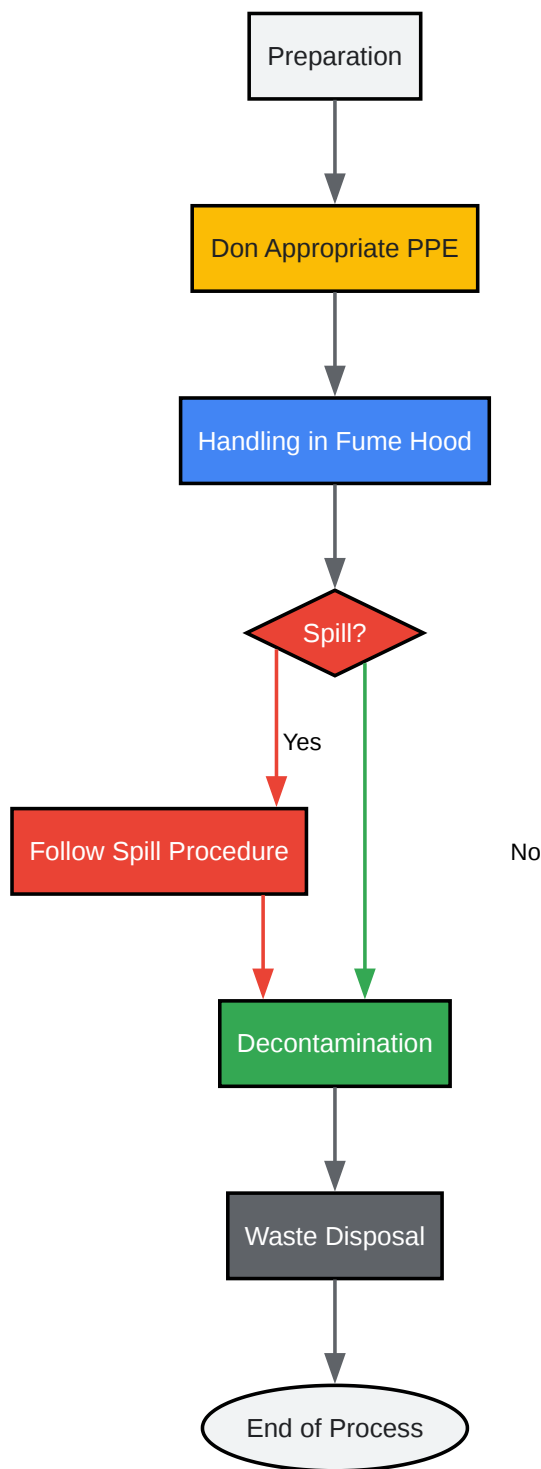 Preparation
Don Appropriate PPE
Handling in Fume Hood
Spill?
Yes
Follow Spill Procedure
No
Decontamination
Waste Disposal
End of Process